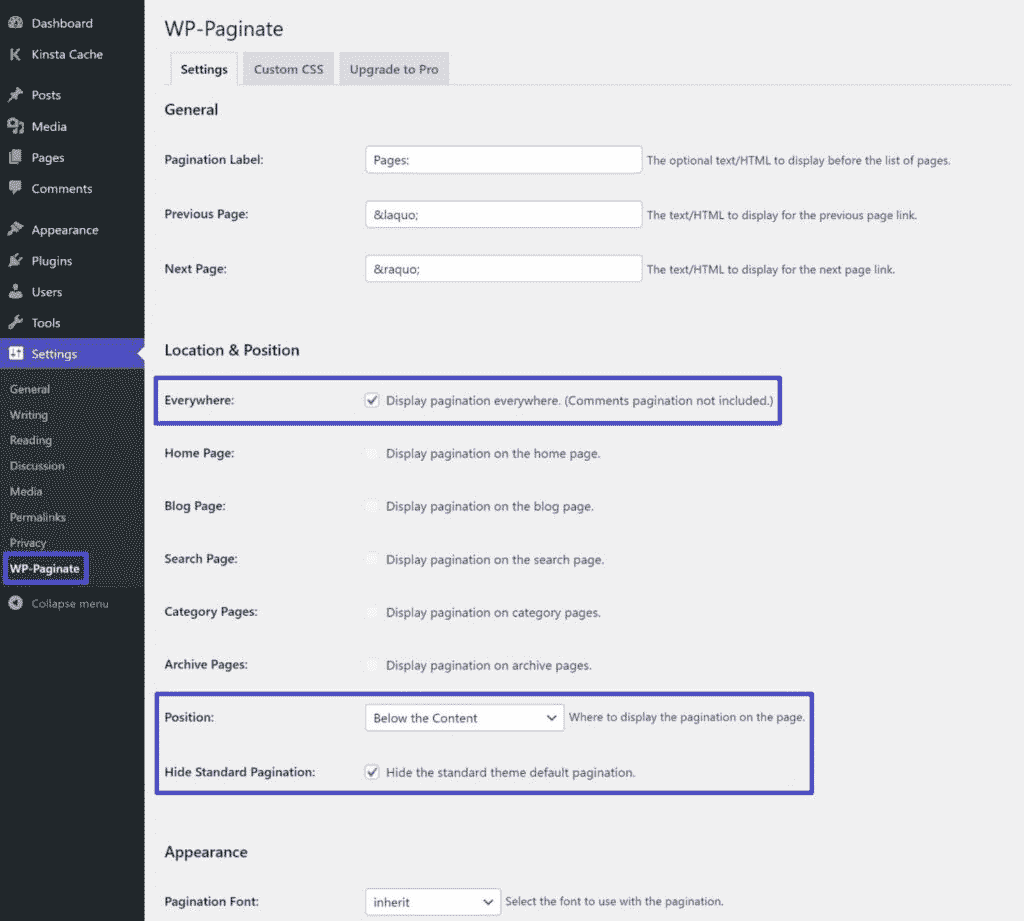 Dashboard
Kinsta Cache
Posts
Media
Pages
Comments
Appearance
Plugins
Users
Tools
Settings
General
Writing
Reading
Discussion
Media
Permalinks
Privacy
WP-Paginate
Collapse menu
WP-Paginate
Settings Custom CSS Upgrade to Pro
General
Pagination Label: Pages: The optional text/HTML to display before the list of pages.
Previous Page: &laquo; The text/HTML to display for the previous page link.
Next Page: &raquo; The text/HTML to display for the next page link.
Location & Position
Everywhere: Display pagination everywhere. (Comments pagination not included.)
Home Page: Display pagination on the home page.
Blog Page: Display pagination on the blog page.
Search Page: Display pagination on the search page.
Category Pages: Display pagination on category pages.
Archive Pages: Display pagination on archive pages.
Position: Below the Content Where to display the pagination on the page.
Hide Standard Pagination: Hide the standard theme default pagination.
Appearance
Pagination Font: inherit Select the font to use with the pagination.